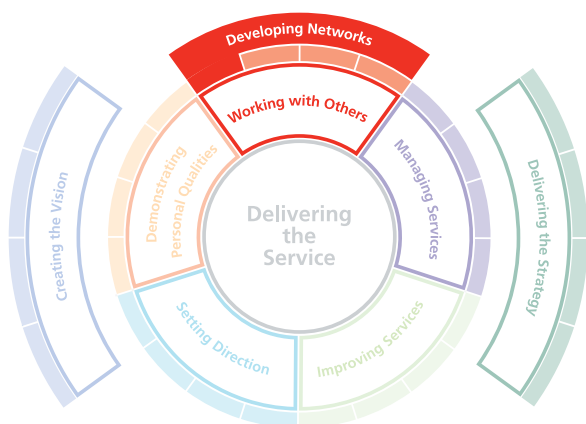 Developing Networks
Working with Others
Demonstrating
Personal Qualities
Managing Services
Creating the Vision
Delivering
the
Service
Delivering the Strategy
Setting Direction
Improving Services